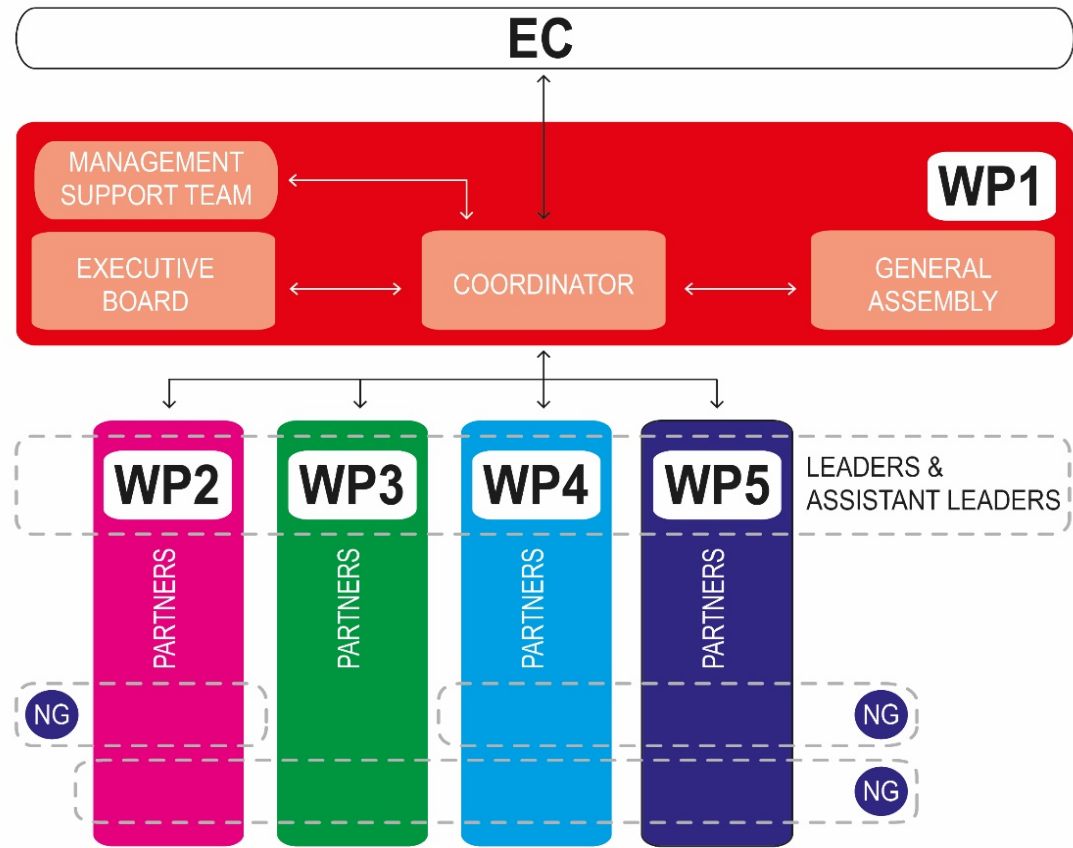 EC
MANAGEMENT
SUPPORT TEAM
WP1
EXECUTIVE
BOARD
COORDINATOR
GENERAL
ASSEMBLY
WP2
WP3
WP4
WP5
LEADERS &
ASSISTANT LEADERS
PARTNERS
PARTNERS
PARTNERS
PARTNERS
NG
NG
NG